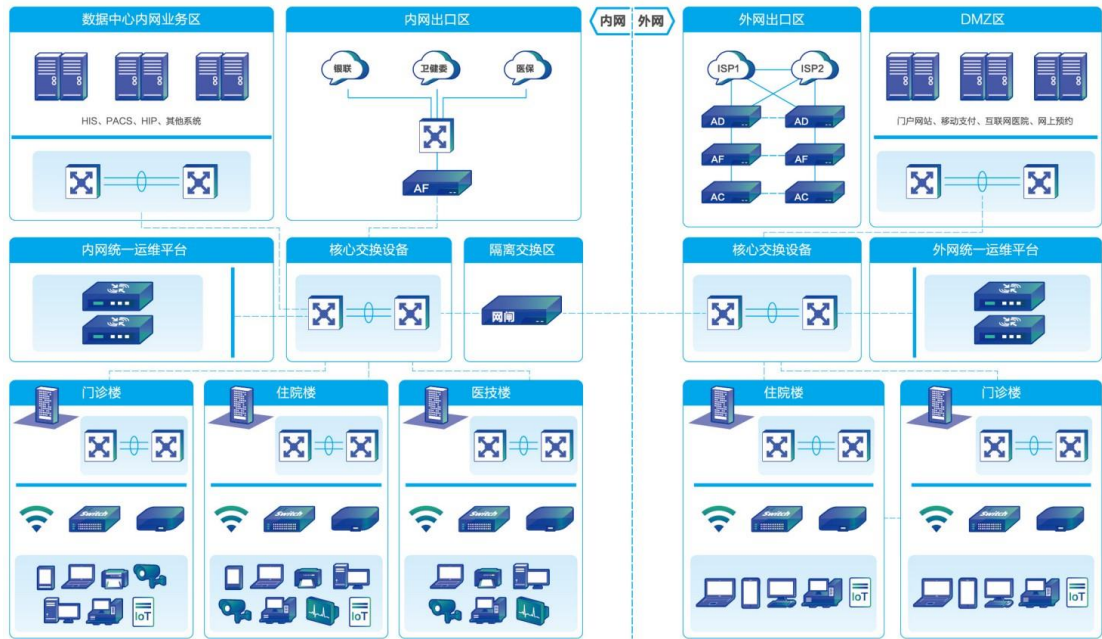 数据中心内网业务区
HIS、PACS、HIP、其他系统
内网出口区
银联
卫健委
医保
AF
内网
外网
外网出口区
ISP1
ISP2
AD
AD
AF
AF
AC
AC
DMZ区
门户网站、移动支付、互联网医院、网上预约
内网统一运维平台
核心交换设备
隔离交换区
网闸
核心交换设备
外网统一运维平台
门诊楼
Switch
IoT
住院楼
Switch
IoT
医技楼
Switch
住院楼
Switch
IoT
门诊楼
Switch
IoT